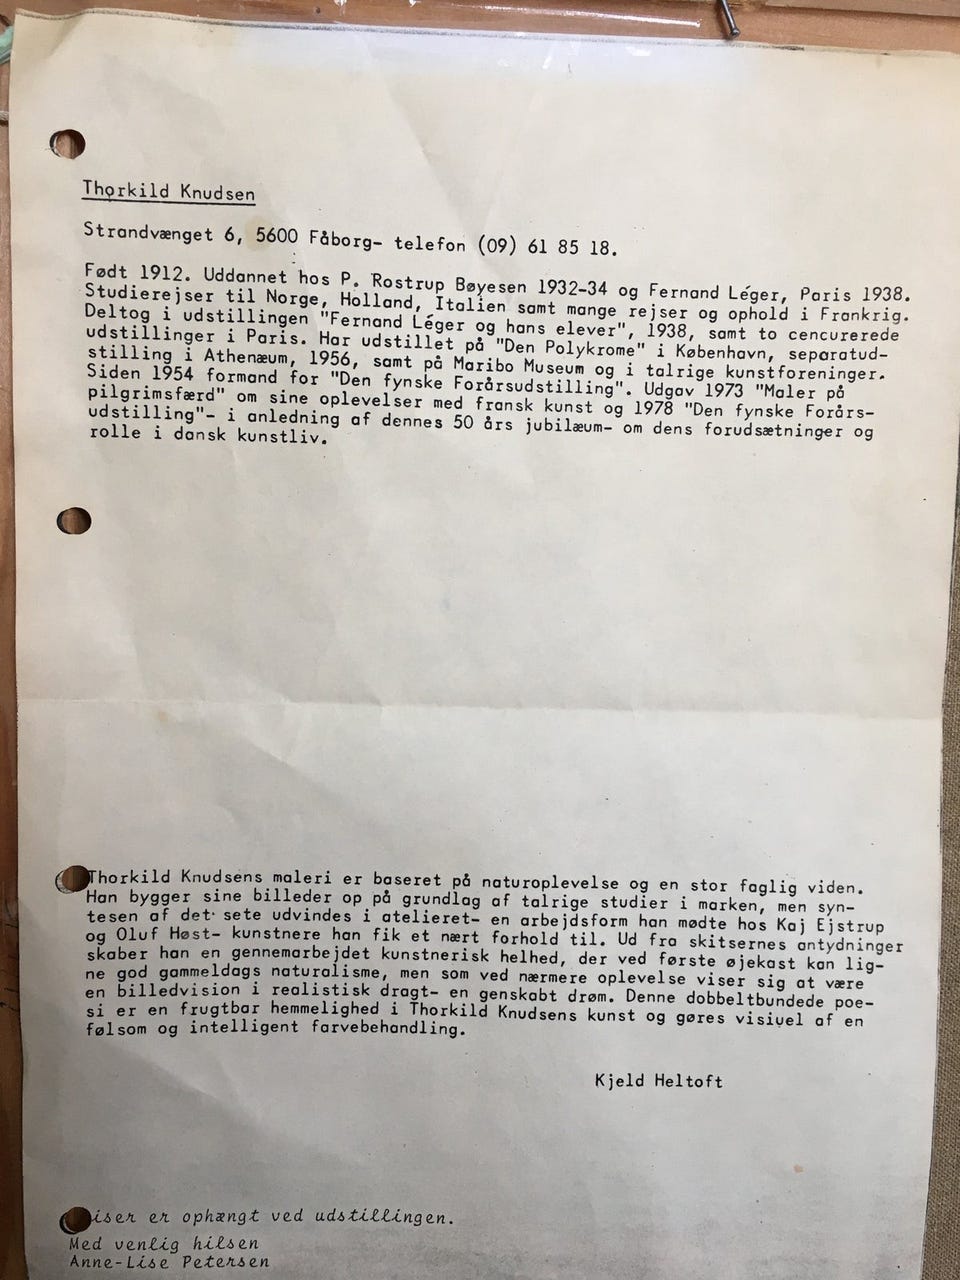 Thorkild Knudsen
Strandvænget 6, 5600 Fåborg- telefon (09) 61 85 18.
Født 1912. Uddannet hos P. Rostrup Bøyesen 1932-34 og Fernand Léger, Paris 1938.
Studierejser til Norge, Holland, Italien samt mange rejser og ophold i Frankrig.
Deltog i udstillingen "Fernand Léger og hans elever", 1938, samt to cencurerede
udstillinger i Paris. Har udstillet på "Den Polykrome" i København, separatud-
stilling i Athenæum, 1956, samt på Maribo Museum og i talrige kunstforeninger.
Siden 1954 formand for "Den fynske Forårsudstilling". Udgav 1973 "Maler på
pilgrimsfærd" om sine oplevelser med fransk kunst og 1978 "Den fynske Forårs-
udstilling"- i anledning af dennes 50 års jubilæum- om dens forudsætninger og
rolle i dansk kunstliv.
Thorkild Knudsens maleri er baseret på naturoplevelse og en stor faglig viden.
Han bygger sine billeder op på grundlag af talrige studier i marken, men syn-
tesen af det sete udvindes i atelieret- en arbejdsform han mødte hos Kaj Ejstrup
og Oluf Høst- kunstnere han fik et nært forhold til. Ud fra skitsernes antydninger
skaber han en gennemarbejdet kunstnerisk helhed, der ved første øjekast kan lig-
ne god gammeldags naturalisme, men som ved nærmere oplevelse viser sig at være
en billedvision i realistisk dragt- en genskabt drøm. Denne dobbeltbundede poe-
si er en frugtbar hemmelighed i Thorkild Knudsens kunst og gøres visiuel af en
følsom og intelligent farvebehandling.
Kjeld Heltoft
iser er ophængt ved udstillingen.
Med venlig hilsen
Anne-Lise Petersen